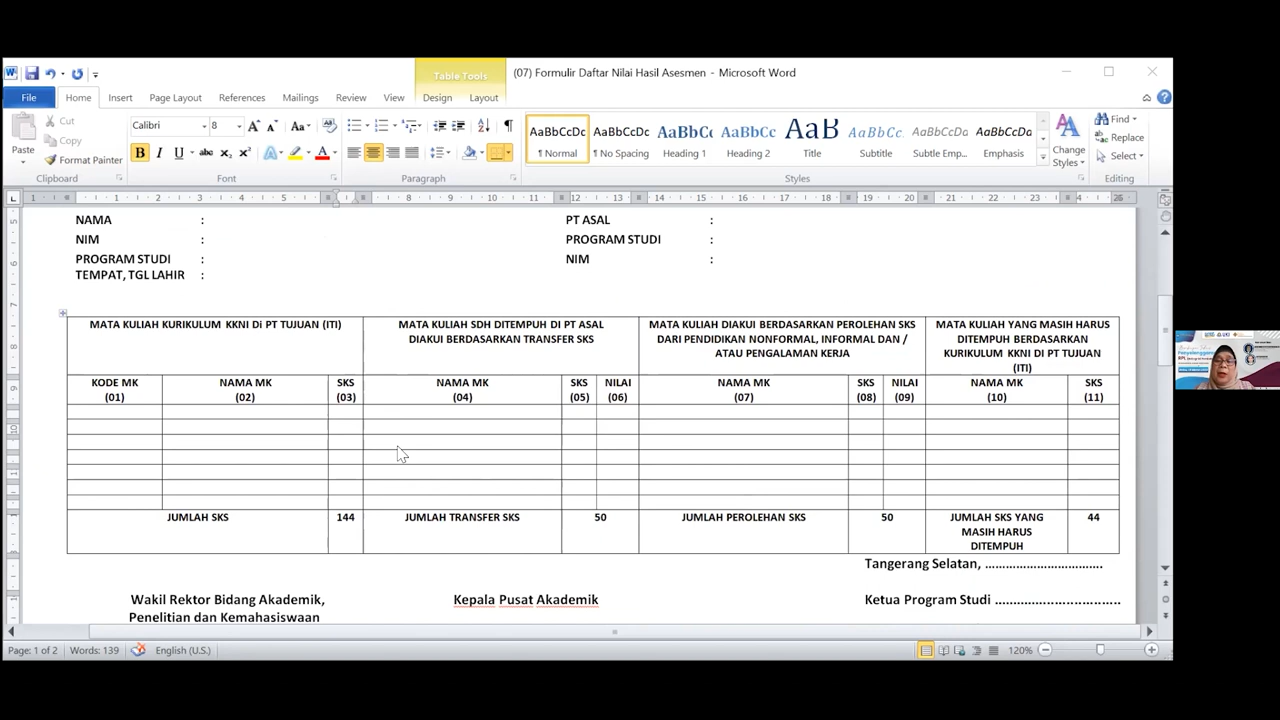 Table Tools
(07) Formulir Daftar Nilai Hasil Asesmen - Microsoft Word
File Home Insert Page Layout References Mailings Review View Design Layout
Paste
Cut
Copy
Format Painter
Clipboard
Calibri 8
Font
Paragraph
AaBbCcDc AaBbCcDc AaBbCc AaBbCc AaB AaBbCc. AaBbCcDc AaBbCcDc
¶ Normal ¶ No Spacing Heading 1 Heading 2 Title Subtitle Subtle Emp... Emphasis
Styles
Change
Styles
Find
Replace
Select
Editing
NAMA :
NIM :
PROGRAM STUDI :
TEMPAT, TGL LAHIR :
PT ASAL :
PROGRAM STUDI :
NIM :
MATA KULIAH KURIKULUM KKNI Di PT TUJUAN (ITI)
MATA KULIAH SDH DITEMPUH DI PT ASAL
DIAKUI BERDASARKAN TRANSFER SKS
MATA KULIAH DIAKUI BERDASARKAN PEROLEHAN SKS
DARI PENDIDIKAN NONFORMAL, INFORMAL DAN /
ATAU PENGALAMAN KERJA
MATA KULIAH YANG MASIH HARUS
DITEMPUH BERDASARKAN
KURIKULUM KKNI DI PT TUJUAN
(ITI)
KODE MK NAMA MK SKS NAMA MK SKS NILAI NAMA MK SKS NILAI NAMA MK SKS
(01) (02) (03) (04) (05) (06) (07) (08) (09) (10) (11)
JUMLAH SKS 144 JUMLAH TRANSFER SKS 50 JUMLAH PEROLEHAN SKS 50 JUMLAH SKS YANG 44
MASIH HARUS
DITEMPUH
Tangerang Selatan, ……………………………….
Wakil Rektor Bidang Akademik,
Penelitian dan Kemahasiswaan
Kepala Pusat Akademik
Ketua Program Studi ………………………………..
Page: 1 of 2 Words: 139 English (U.S.) 120%